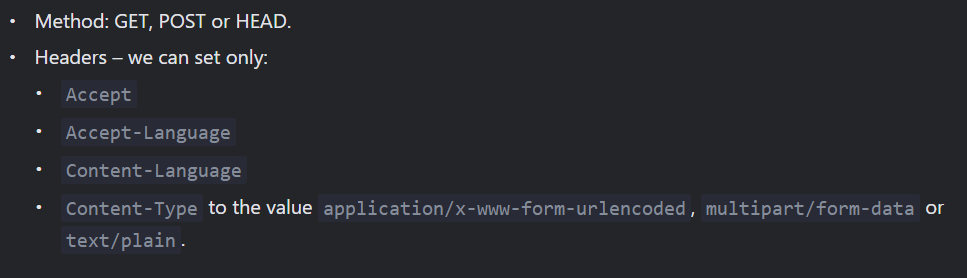 • Method: GET, POST or HEAD.
• Headers – we can set only:
• Accept
• Accept-Language
• Content-Language
• Content-Type to the value application/x-www-form-urlencoded, multipart/form-data or
text/plain.